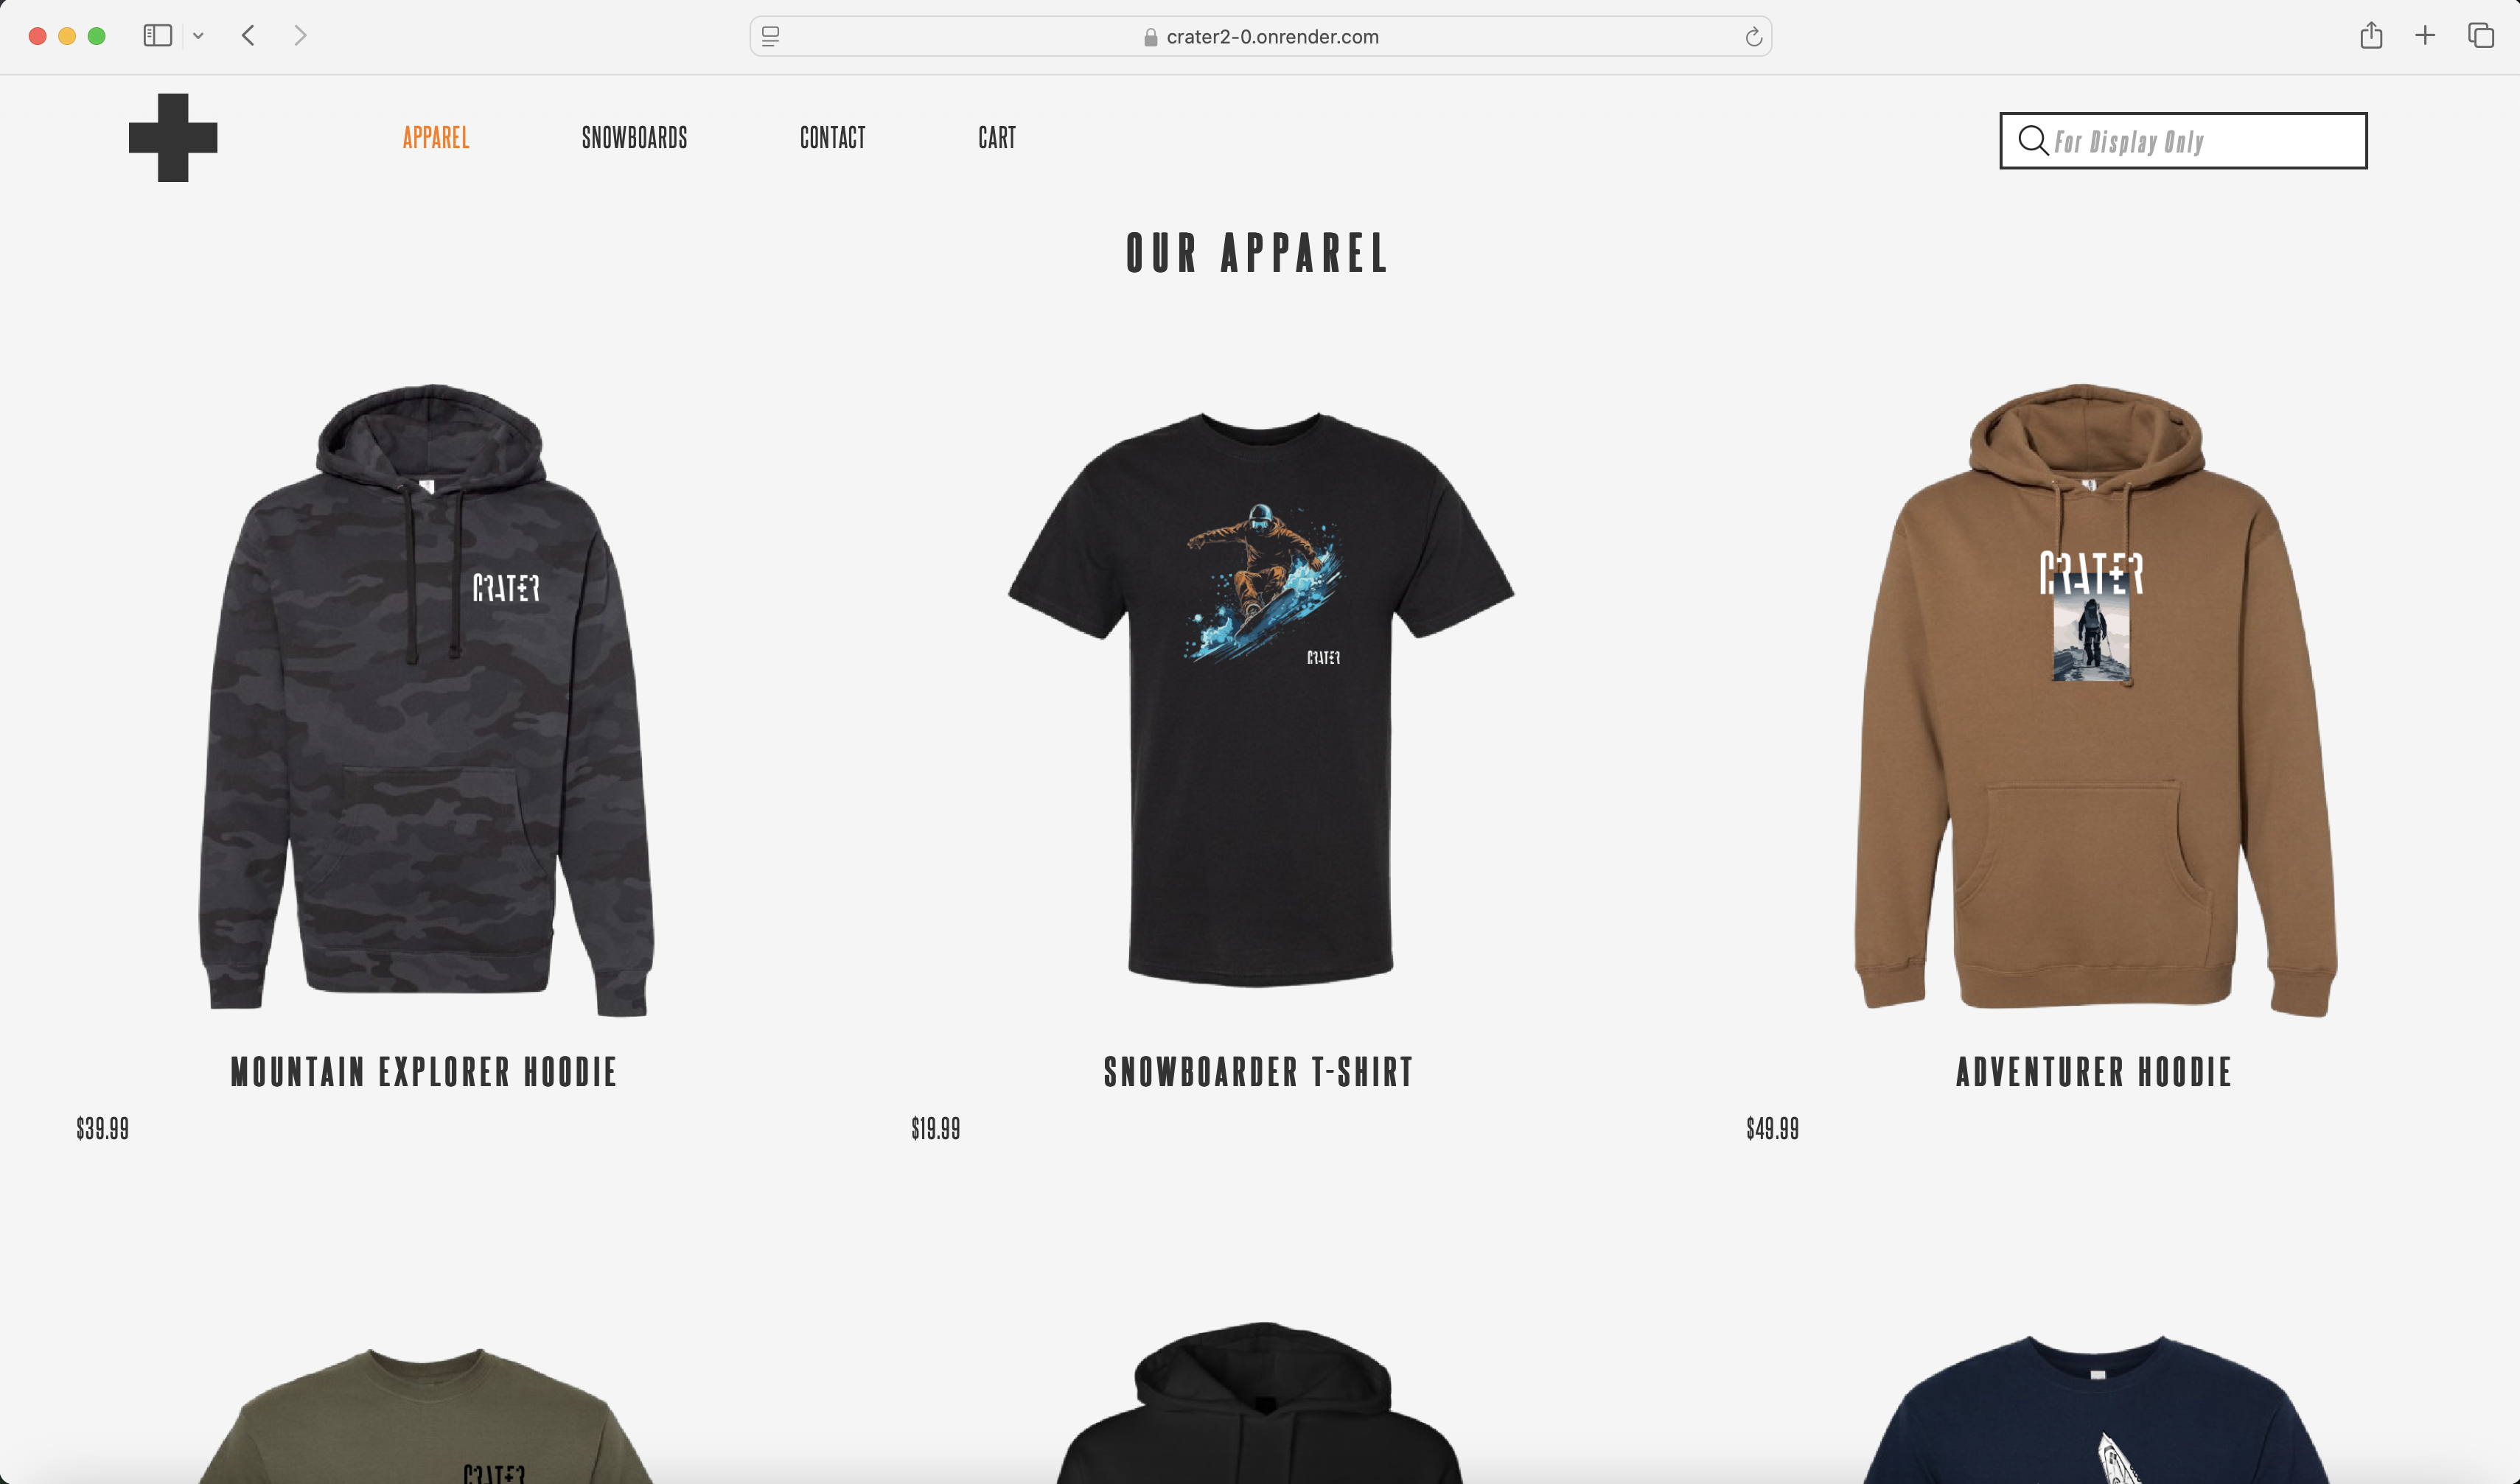 crater2-0.onrender.com
APPAREL
SNOWBOARDS
CONTACT
CART
For Display Only
OUR APPAREL
CRATER
CRATER
CRATER
MOUNTAIN EXPLORER HOODIE
SNOWBOARDER T-SHIRT
ADVENTURER HOODIE
$39.99
$19.99
$49.99
CRATER